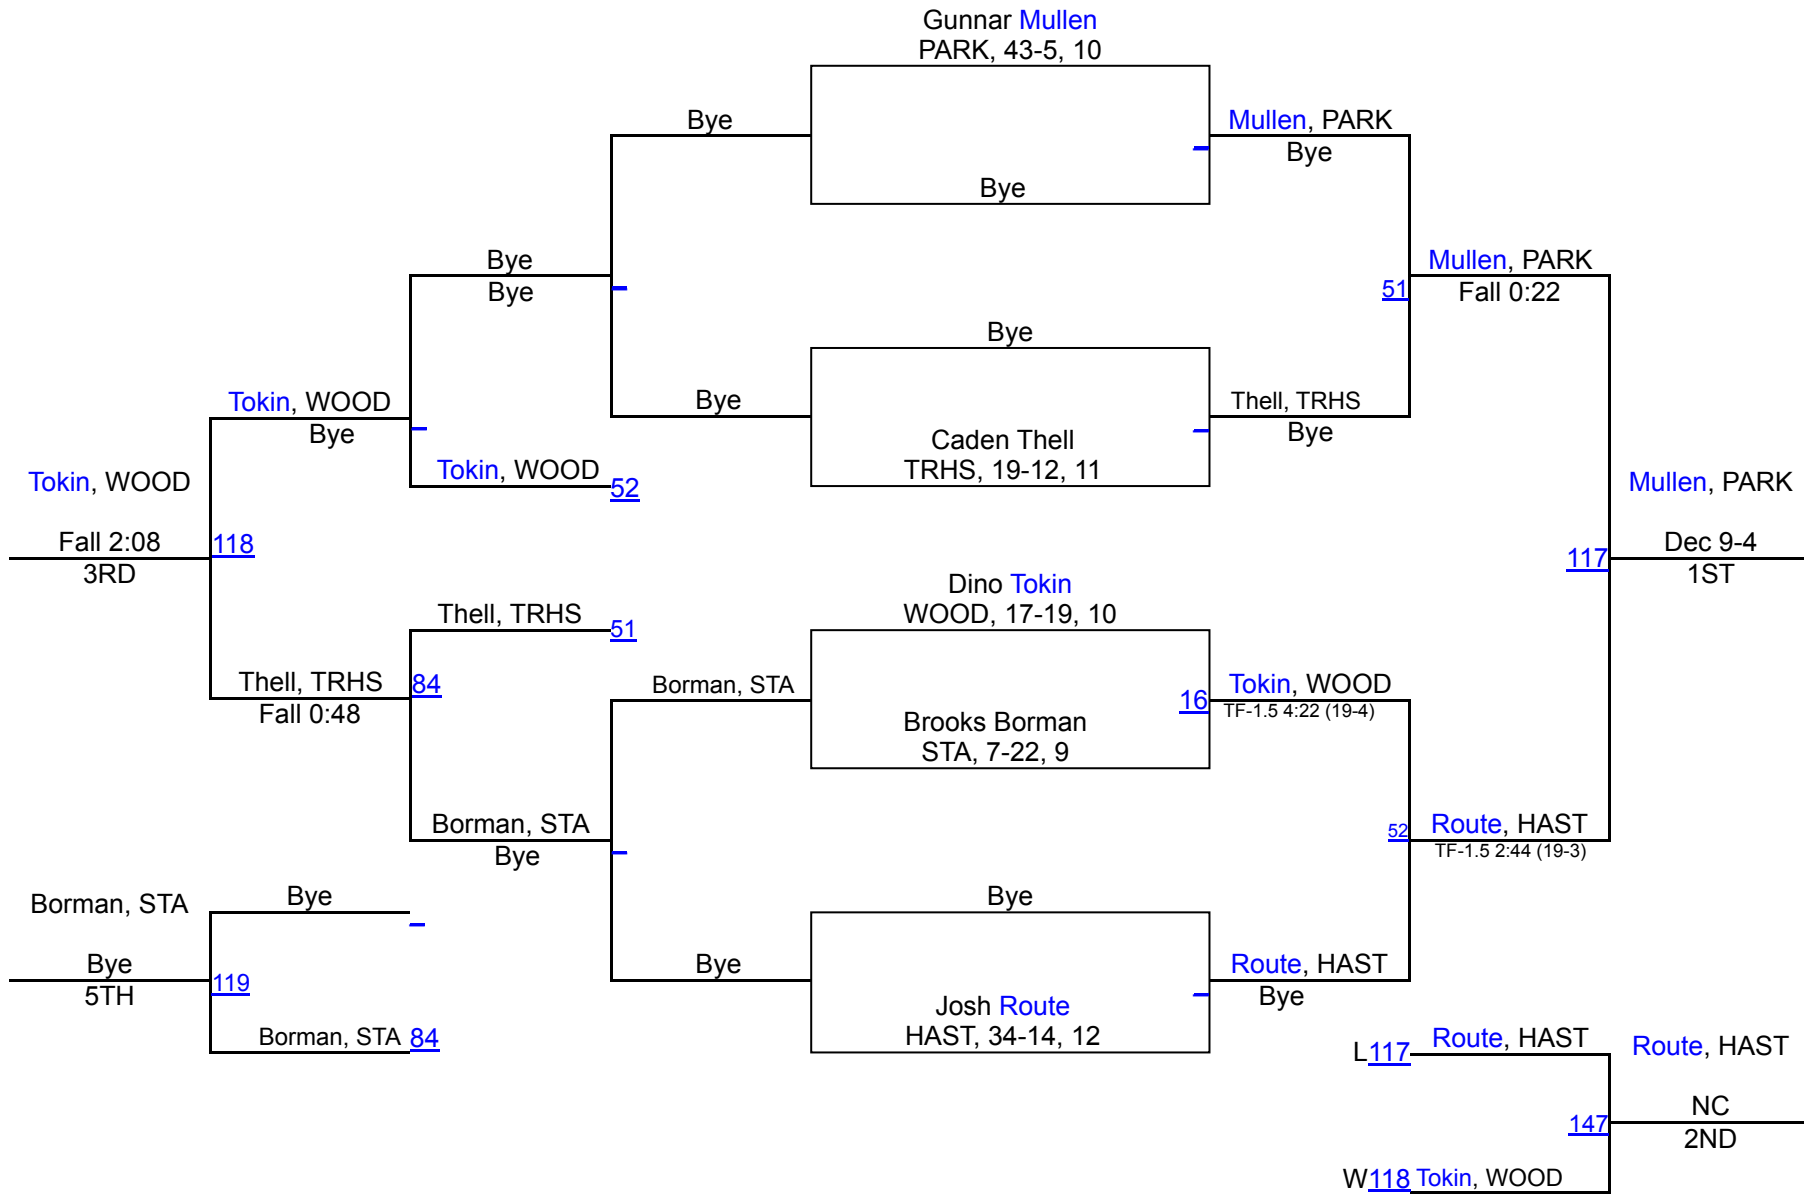 Gunnar Mullen
PARK, 43-5, 10
Bye
Mullen, PARK
Bye
Bye
Bye
Bye
Mullen, PARK
51
Fall 0:22
Bye
Tokin, WOOD
Bye
Bye
Thell, TRHS
Bye
Caden Thell
TRHS, 19-12, 11
Tokin, WOOD
52
Tokin, WOOD
Mullen, PARK
Fall 2:08
118
3RD
117
Dec 9-4
1ST
Dino Tokin
WOOD, 17-19, 10
Thell, TRHS
51
Thell, TRHS
84
Fall 0:48
Borman, STA
16
Tokin, WOOD
TF-1.5 4:22 (19-4)
Brooks Borman
STA, 7-22, 9
Borman, STA
Bye
52
Route, HAST
TF-1.5 2:44 (19-3)
Borman, STA
Bye
Bye
Bye
119
5TH
Bye
Route, HAST
Bye
Josh Route
HAST, 34-14, 12
Borman, STA 84
L117
Route, HAST
Route, HAST
147
NC
2ND
W118 Tokin, WOOD